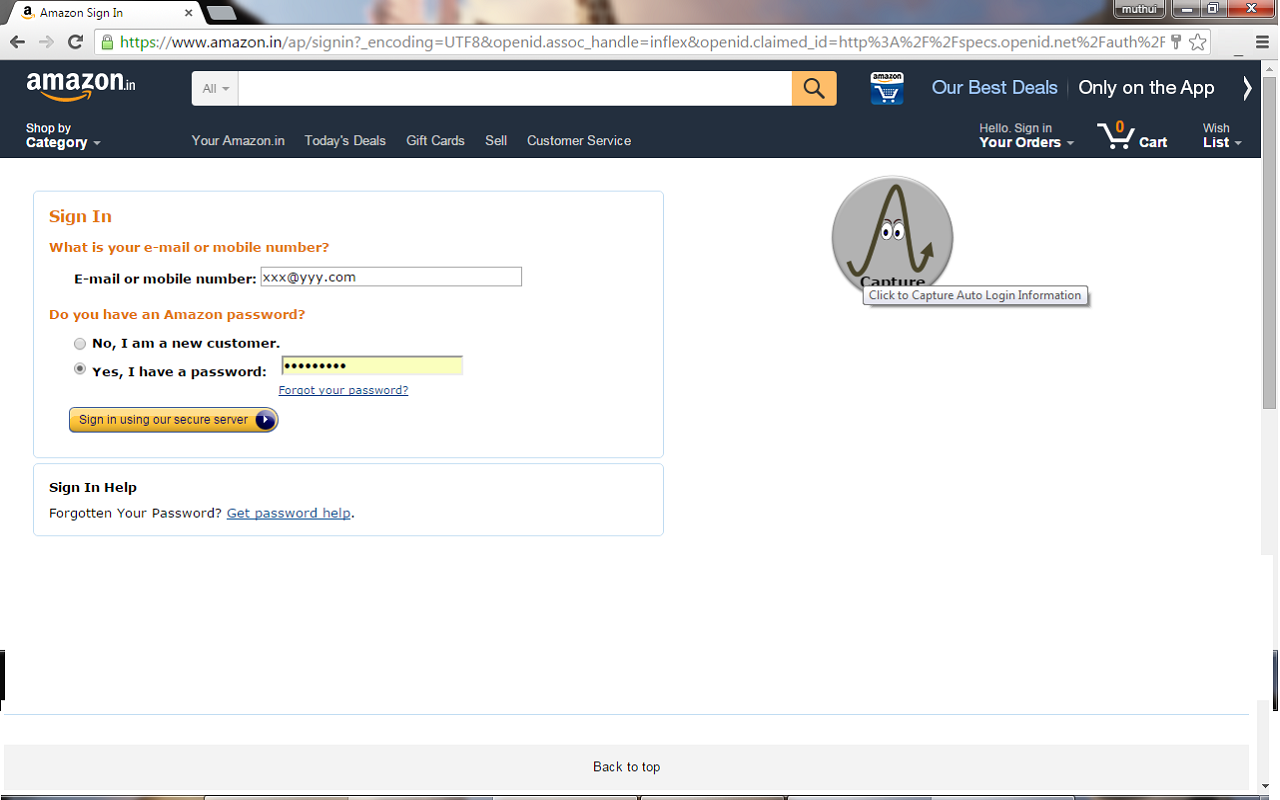 Amazon Sign In
muthui
https://www.amazon.in/ap/signin?_encoding=UTF8&openid.assoc_handle=inflex&openid.claimed_id=http%3A%2F%2Fspecs.openid.net%2Fauth%2F
amazon.in
All
amazon
Our Best Deals
Only on the App
Shop by
Category
Your Amazon.in
Today's Deals
Gift Cards
Sell
Customer Service
Hello. Sign in
Your Orders
0
Cart
Wish
List
Sign In
What is your e-mail or mobile number?
E-mail or mobile number: xxx@yyy.com
Do you have an Amazon password?
No, I am a new customer.
Yes, I have a password: •••••••••
Forgot your password?
Sign in using our secure server
Capture
Click to Capture Auto Login Information
Sign In Help
Forgotten Your Password? Get password help.
Back to top